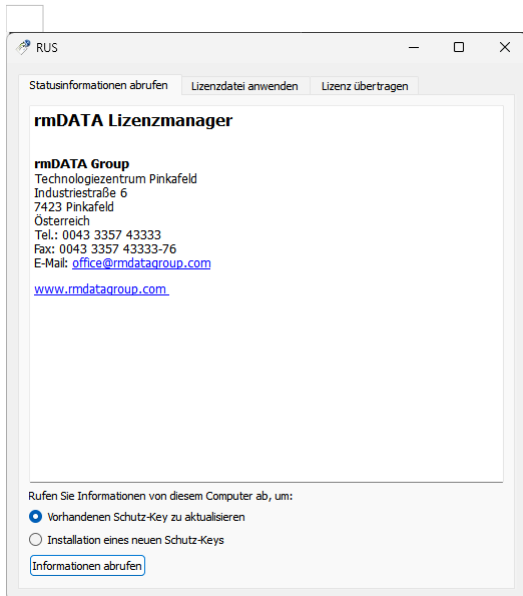 RUS
Statusinformationen abrufen
Lizenzdatei anwenden
Lizenz übertragen
rmDATA Lizenzmanager
rmDATA Group
Technologiezentrum Pinkafeld
Industriestraße 6
7423 Pinkafeld
Österreich
Tel.: 0043 3357 43333
Fax: 0043 3357 43333-76
E-Mail: office@rmdatagroup.com
www.rmdatagroup.com
Rufen Sie Informationen von diesem Computer ab, um:
Vorhandenen Schutz-Key zu aktualisieren
Installation eines neuen Schutz-Keys
Informationen abrufen